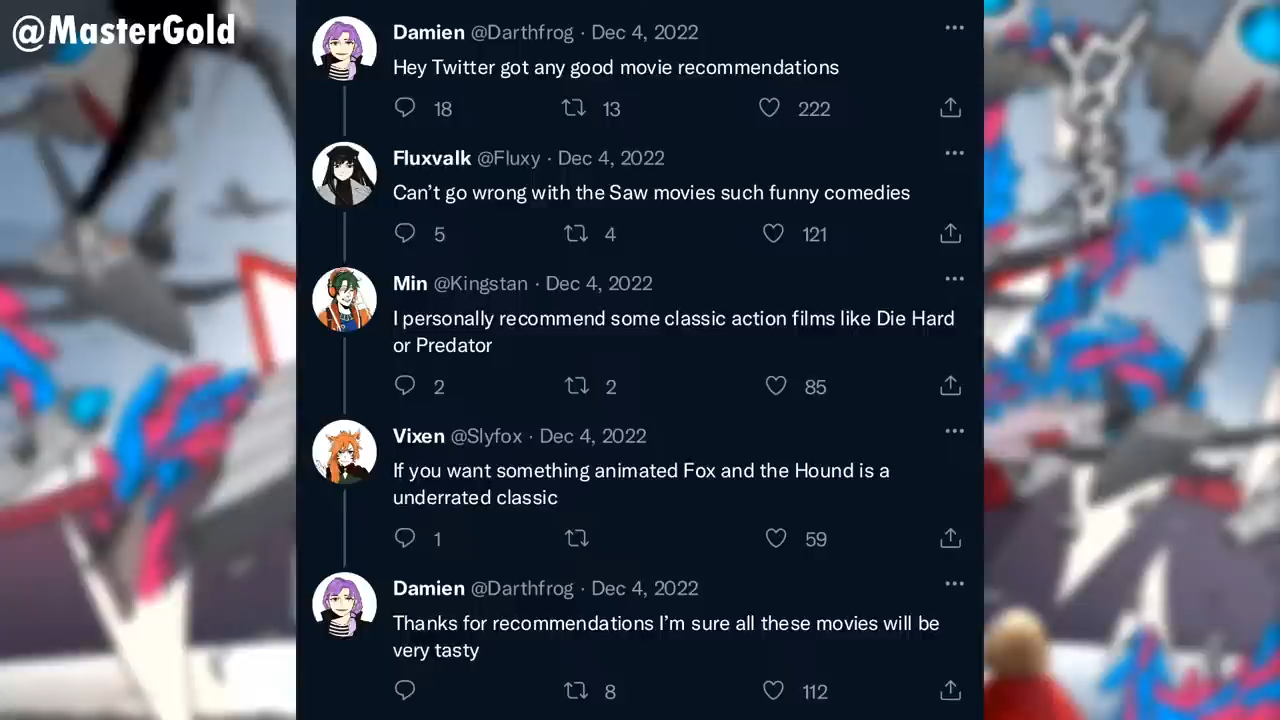 @MasterGold
Damien @Darthfrog · Dec 4, 2022
Hey Twitter got any good movie recommendations
18 13 222
Fluxvalk @Fluxy · Dec 4, 2022
Can’t go wrong with the Saw movies such funny comedies
5 4 121
Min @Kingstan · Dec 4, 2022
I personally recommend some classic action films like Die Hard
or Predator
2 2 85
Vixen @Slyfox · Dec 4, 2022
If you want something animated Fox and the Hound is a
underrated classic
1 59
Damien @Darthfrog · Dec 4, 2022
Thanks for recommendations I’m sure all these movies will be
very tasty
8 112